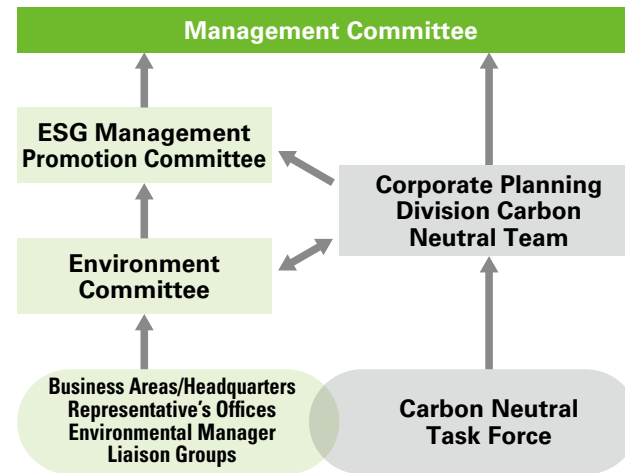 Management Committee
ESG Management
Promotion Committee
Corporate Planning
Division Carbon
Neutral Team
Environment
Committee
Business Areas/Headquarters
Representative's Offices
Environmental Manager
Liaison Groups
Carbon Neutral
Task Force